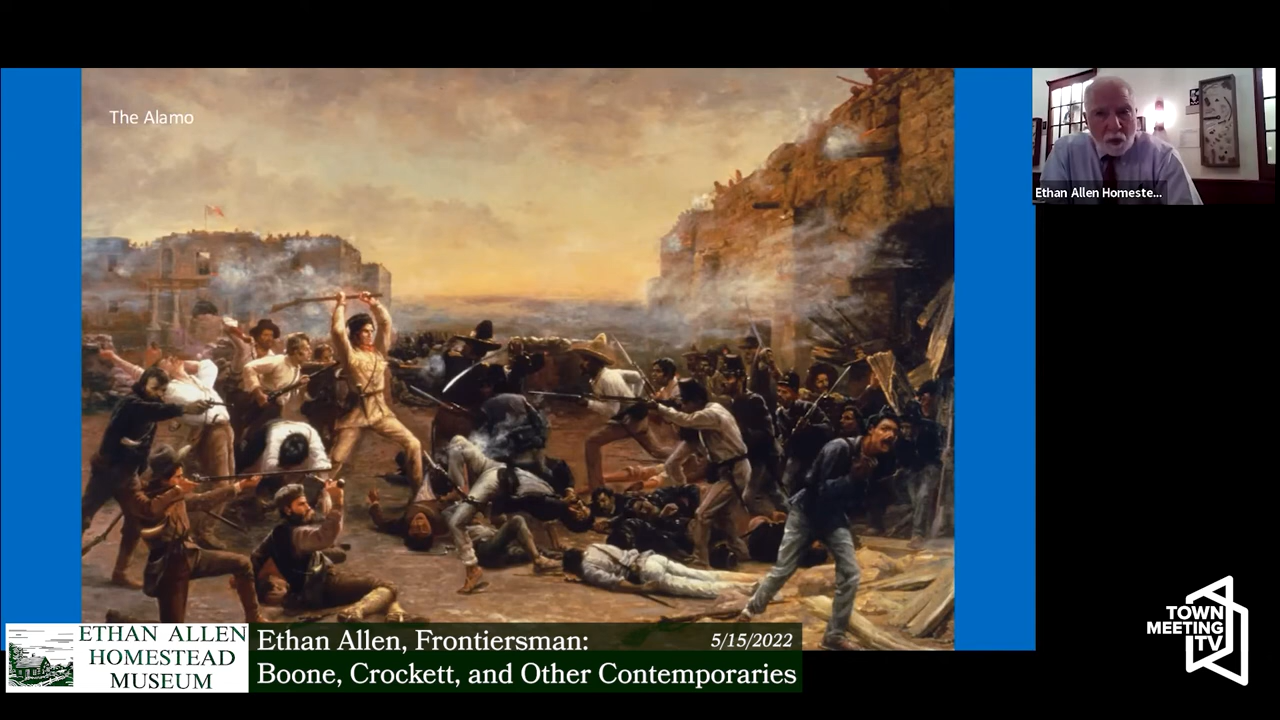 The Alamo
Ethan Allen Homeste...
ETHAN ALLEN
HOMESTEAD
MUSEUM
Ethan Allen, Frontiersman:
5/15/2022
Boone, Crockett, and Other Contemporaries
TOWN
MEETING
TV